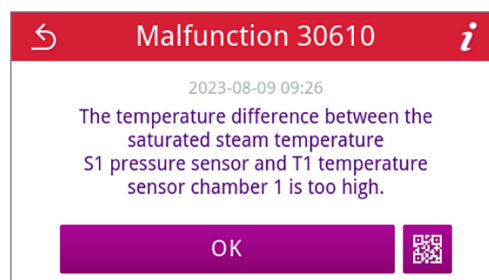 Malfunction 30610
i
2023-08-09 09:26
The temperature difference between the
saturated steam temperature
S1 pressure sensor and T1 temperature
sensor chamber 1 is too high.
OK